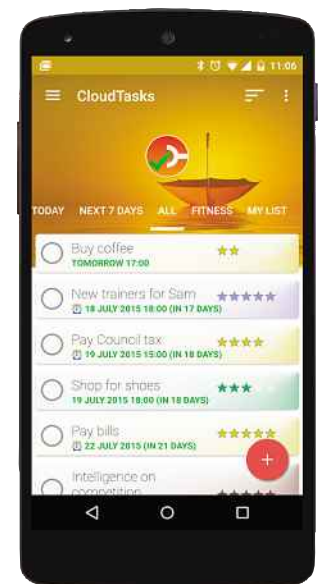 11:06
CloudTasks
TODAY NEXT 7 DAYS ALL FITNESS MY LIST
Buy coffee
TOMORROW 17:00
New trainers for Sam
18 JULY 2015 18:00 (IN 17 DAYS)
Pay Council tax
19 JULY 2015 15:00 (IN 18 DAYS)
Shop for shoes
19 JULY 2015 18:00 (IN 18 DAYS)
Pay bills
22 JULY 2015 (IN 21 DAYS)
Intelligence on
competition